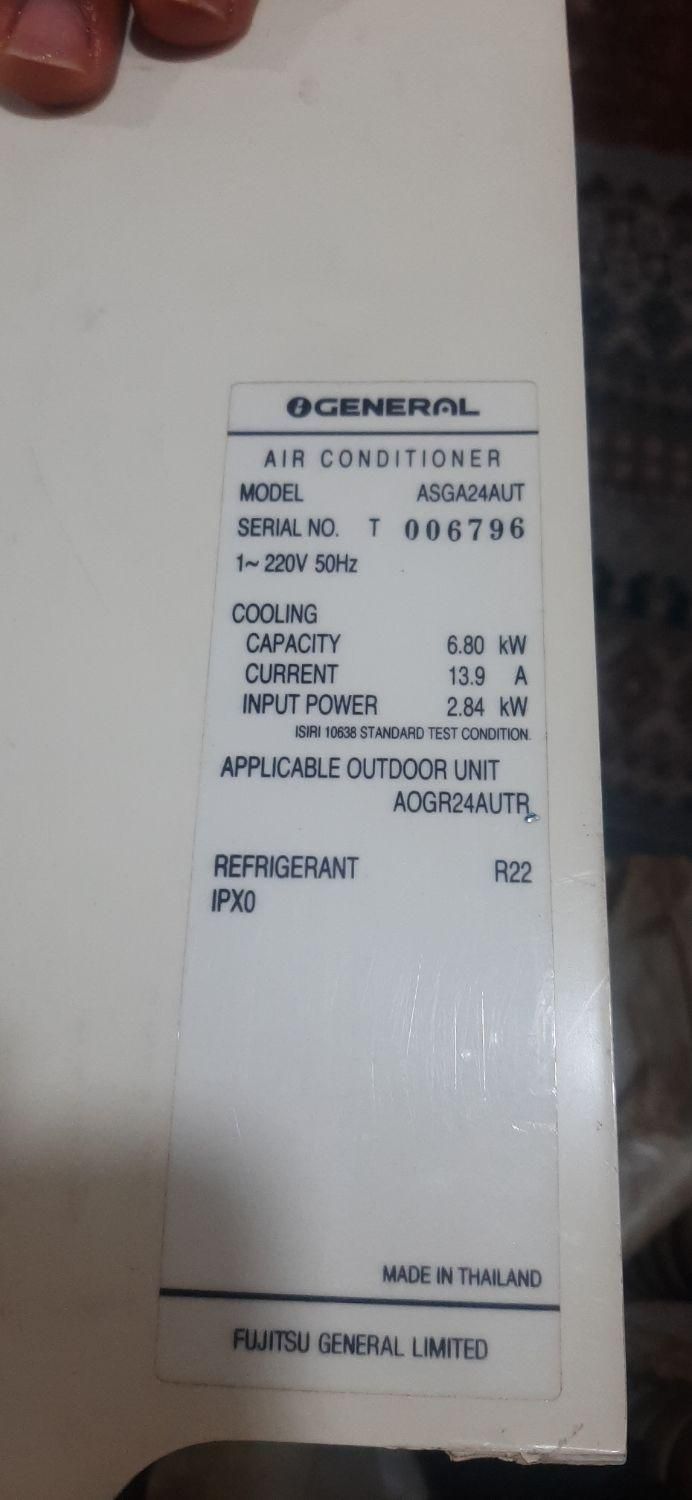 GENERAL
AIR CONDITIONER
MODEL ASGA24AUT
SERIAL NO. T 006796
1~ 220V 50Hz
COOLING
CAPACITY 6.80 kW
CURRENT 13.9 A
INPUT POWER 2.84 kW
ISIRI 10638 STANDARD TEST CONDITION.
APPLICABLE OUTDOOR UNIT
AOGR24AUTR
REFRIGERANT R22
IPX0
MADE IN THAILAND
FUJITSU GENERAL LIMITED